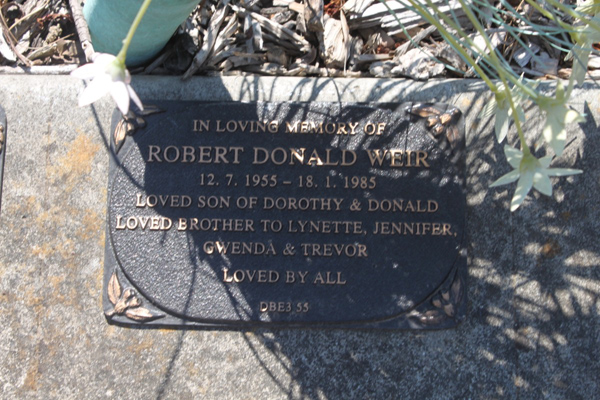 IN LOVING MEMORY OF
ROBERT DONALD WEIR
12. 7. 1955 – 18. 1. 1985
LOVED SON OF DOROTHY & DONALD
LOVED BROTHER TO LYNETTE, JENNIFER,
GWENDA & TREVOR
LOVED BY ALL
DBE3 55